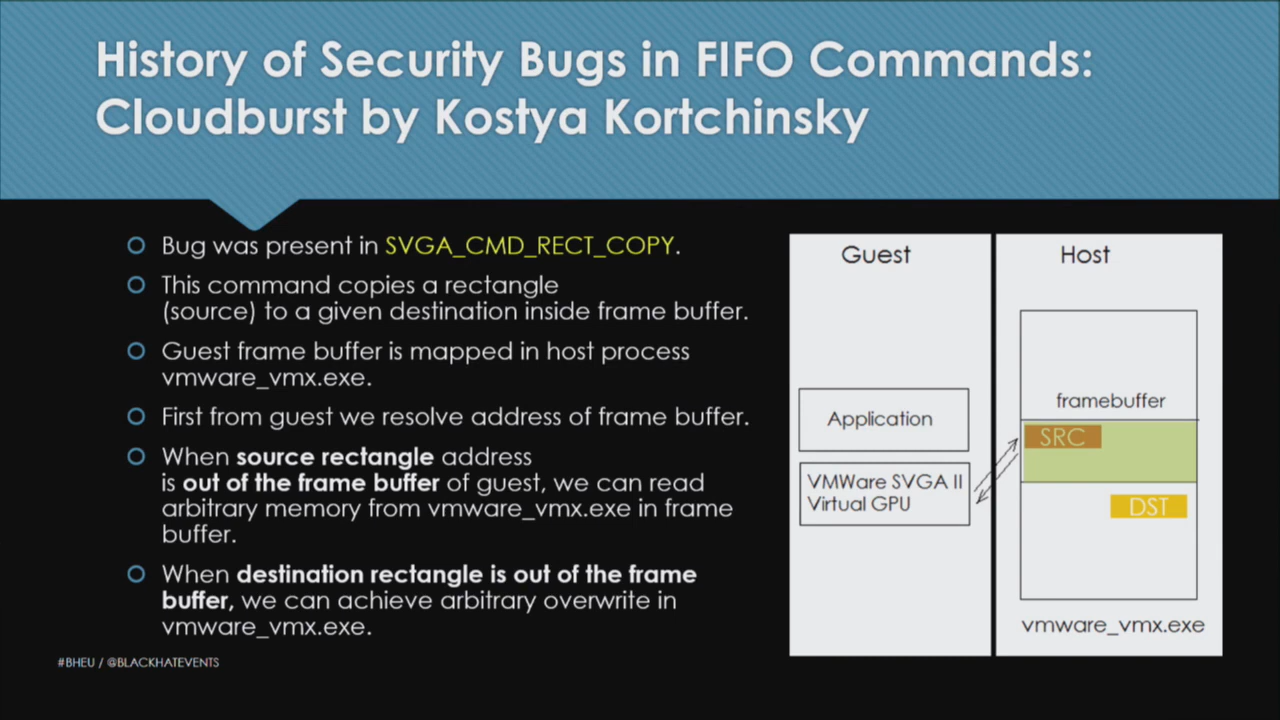 History of Security Bugs in FIFO Commands:
Cloudburst by Kostya Kortchinsky
Bug was present in SVGA_CMD_RECT_COPY.
This command copies a rectangle
(source) to a given destination inside frame buffer.
Guest frame buffer is mapped in host process
vmware_vmx.exe.
First from guest we resolve address of frame buffer.
When source rectangle address
is out of the frame buffer of guest, we can read
arbitrary memory from vmware_vmx.exe in frame
buffer.
When destination rectangle is out of the frame
buffer, we can achieve arbitrary overwrite in
vmware_vmx.exe.
#BHEU / @BLACKHATEVENTS
Guest
Application
VMWare SVGA II
Virtual GPU
Host
framebuffer
SRC
DST
vmware_vmx.exe